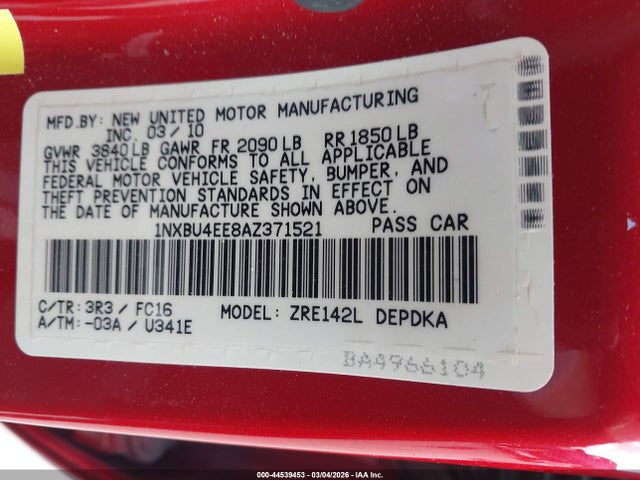 MFD.BY: NEW UNITED MOTOR MANUFACTURING
INC. 03/10
GVWR 3840LB GAWR FR 2090LB RR 1850LB
THIS VEHICLE CONFORMS TO ALL APPLICABLE
FEDERAL MOTOR VEHICLE SAFETY, BUMPER, AND
THEFT PREVENTION STANDARDS IN EFFECT ON
THE DATE OF MANUFACTURE SHOWN ABOVE.
1NXBU4EE8AZ371521 PASS CAR
C/TR: 3R3 / FC16 MODEL: ZRE142L DEPDKA
A/TM: -03A / U341E
BA4966104
000-44539453 | 03/04/2026 | IAA Inc.